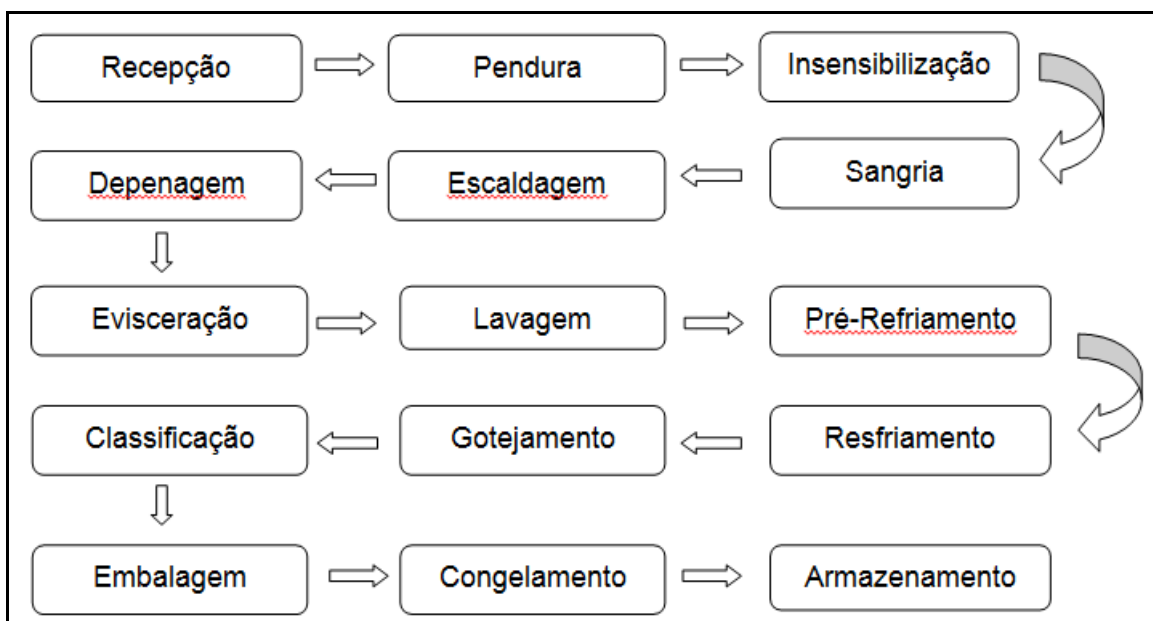 Recepção
Pendura
Insensibilização
Sangria
Escaldagem
Depenagem
Evisceração
Lavagem
Pré-Refriamento
Resfriamento
Gotejamento
Classificação
Embalagem
Congelamento
Armazenamento